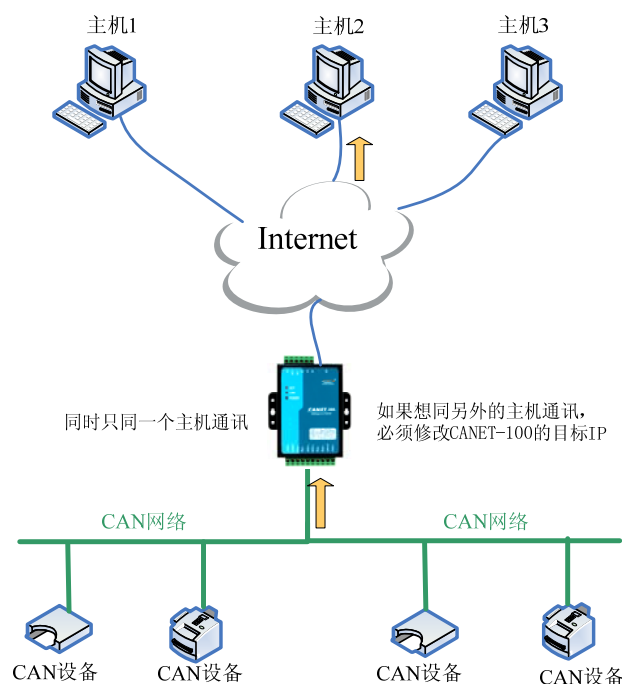 主机1
主机2
主机3
Internet
CANET-100
同时只同一个主机通讯
如果想同另外的主机通讯，
必须修改CANET-100的目标IP
CAN网络
CAN网络
CAN设备
CAN设备
CAN设备
CAN设备